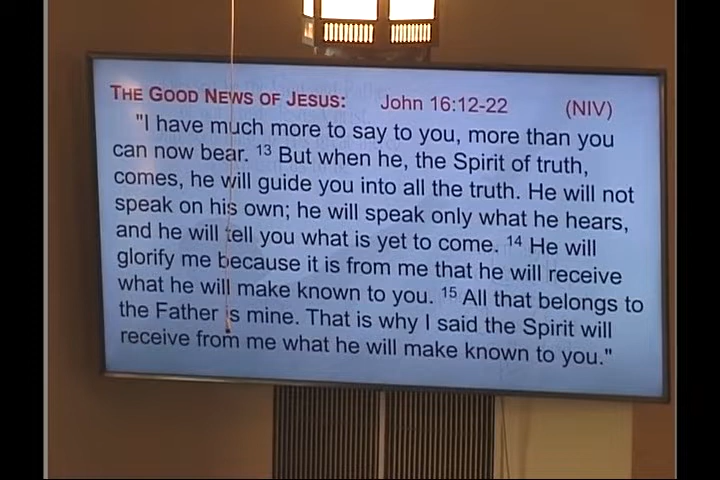 THE GOOD NEWS OF JESUS: John 16:12-22 (NIV)
"I have much more to say to you, more than you
can now bear. 13 But when he, the Spirit of truth,
comes, he will guide you into all the truth. He will not
speak on his own; he will speak only what he hears,
and he will tell you what is yet to come. 14 He will
glorify me because it is from me that he will receive
what he will make known to you. 15 All that belongs to
the Father is mine. That is why I said the Spirit will
receive from me what he will make known to you."